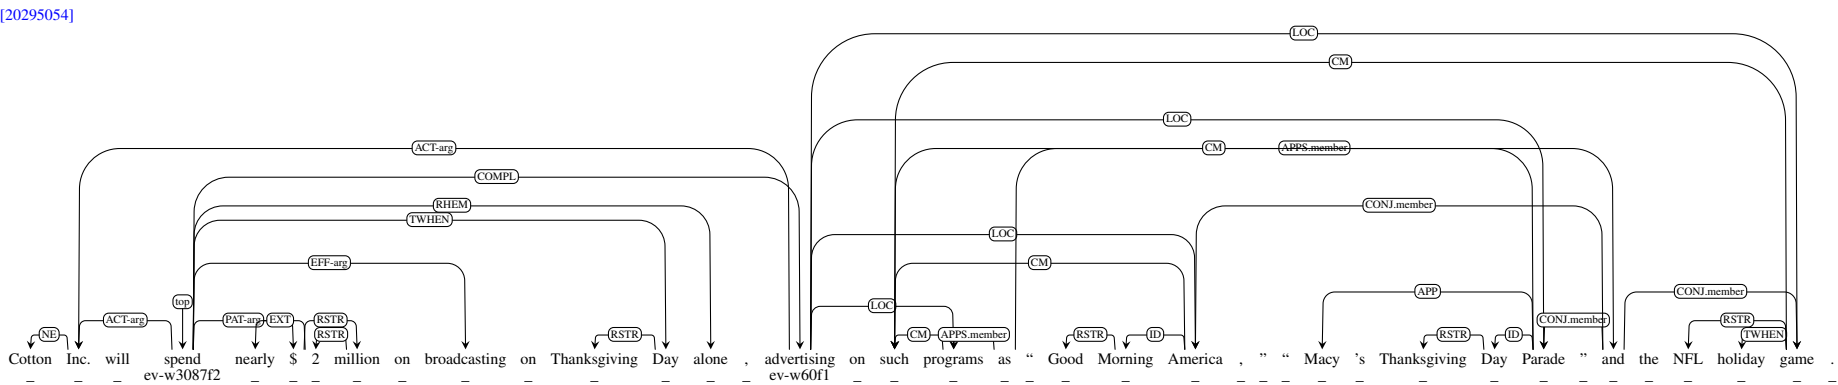 [20295054]
LOC
CM
LOC
ACT-arg CM APPS.member
COMPL
RHEM CONJ.member
TWHEN
LOC
EFF-arg CM
APP CONJ.member
top LOC
ACT-arg PAT-arg EXT RSTR CONJ.member RSTR
NE RSTR RSTR CM APPS.member RSTR ID RSTR ID TWHEN
Cotton Inc. will spend nearly $ 2 million on broadcasting on Thanksgiving Day alone , advertising on such programs as “ Good Morning America , ” “ Macy 's Thanksgiving Day Parade ” and the NFL holiday game .
ev-w3087f2 ev-w60f1
_ _ _ _ _ _ _ _ _ _ _ _ _ _ _ _ _ _ _ _ _ _ _ _ _ _ _ _ _ _ _ _ _ _ _ _